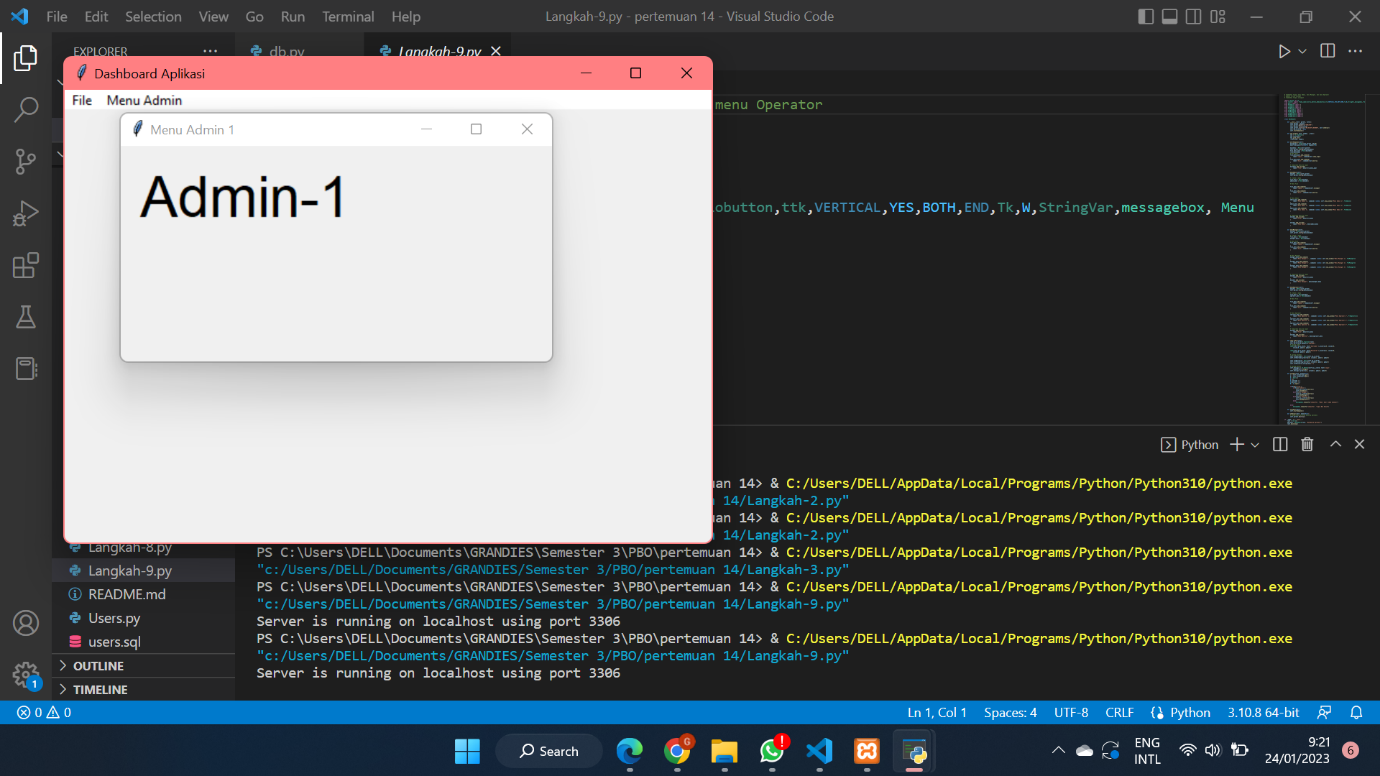 File Edit Selection View Go Run Terminal Help
Langkah-9.py - pertemuan 14 - Visual Studio Code
EXPLORER
db.py
Langkah-9.py
Dashboard Aplikasi
File Menu Admin
Menu Admin 1
Admin-1
menu Operator
obutton,ttk,VERTICAL,YES,BOTH,END,Tk,W,StringVar,messagebox, Menu
Python
14> & C:/Users/DELL/AppData/Local/Programs/Python/Python310/python.exe
14/Langkah-2.py"
14> & C:/Users/DELL/AppData/Local/Programs/Python/Python310/python.exe
14/Langkah-2.py"
PS C:\Users\DELL\Documents\GRANDIES\Semester 3\PBO\pertemuan 14> & C:/Users/DELL/AppData/Local/Programs/Python/Python310/python.exe
"c:/Users/DELL/Documents/GRANDIES/Semester 3/PBO/pertemuan 14/Langkah-3.py"
PS C:\Users\DELL\Documents\GRANDIES\Semester 3\PBO\pertemuan 14> & C:/Users/DELL/AppData/Local/Programs/Python/Python310/python.exe
"c:/Users/DELL/Documents/GRANDIES/Semester 3/PBO/pertemuan 14/Langkah-9.py"
Server is running on localhost using port 3306
PS C:\Users\DELL\Documents\GRANDIES\Semester 3\PBO\pertemuan 14> & C:/Users/DELL/AppData/Local/Programs/Python/Python310/python.exe
"c:/Users/DELL/Documents/GRANDIES/Semester 3/PBO/pertemuan 14/Langkah-9.py"
Server is running on localhost using port 3306
Langkah-8.py
Langkah-9.py
README.md
Users.py
users.sql
OUTLINE
TIMELINE
1
0 0
Ln 1, Col 1 Spaces: 4 UTF-8 CRLF Python 3.10.8 64-bit
Search
G
ENG
INTL
9:21
24/01/2023
6